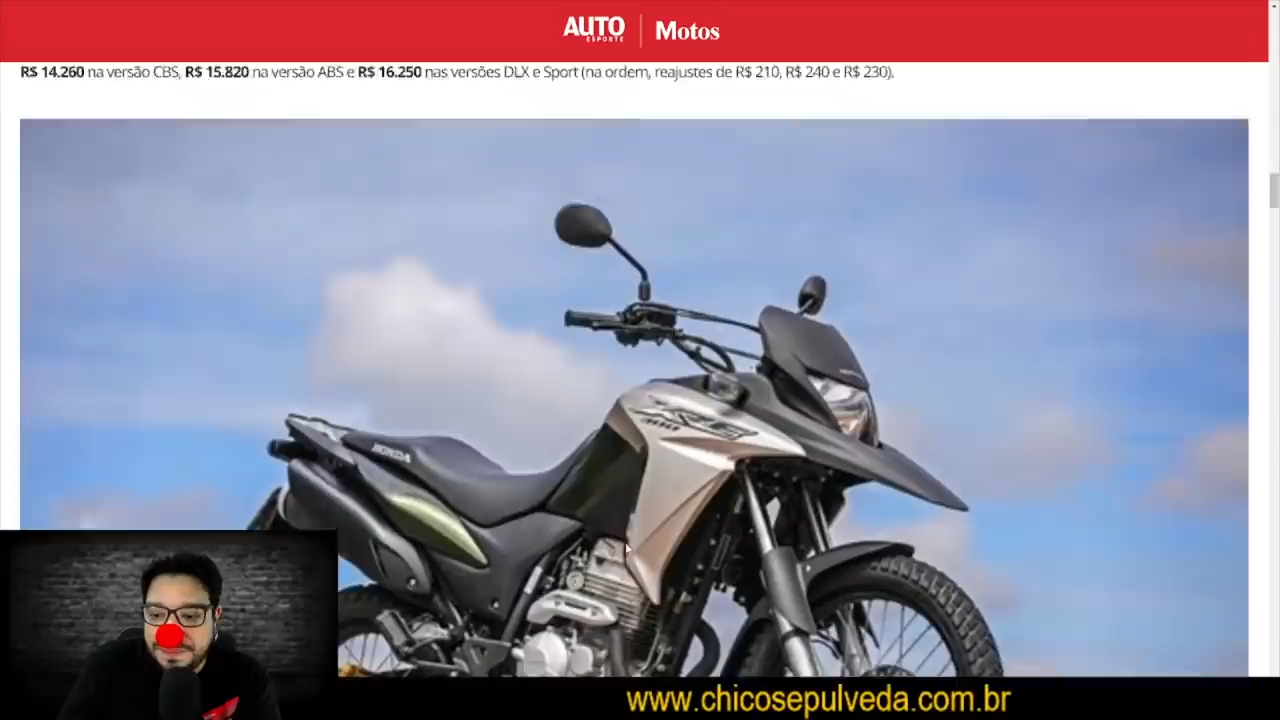 AUTO
ESPORTE
Motos
R$ 14.260 na versão CBS, R$ 15.820 na versão ABS e R$ 16.250 nas versões DLX e Sport (na ordem, reajustes de R$ 210, R$ 240 e R$ 230).
HONDA
XRE
300
www.chicosepulveda.com.br